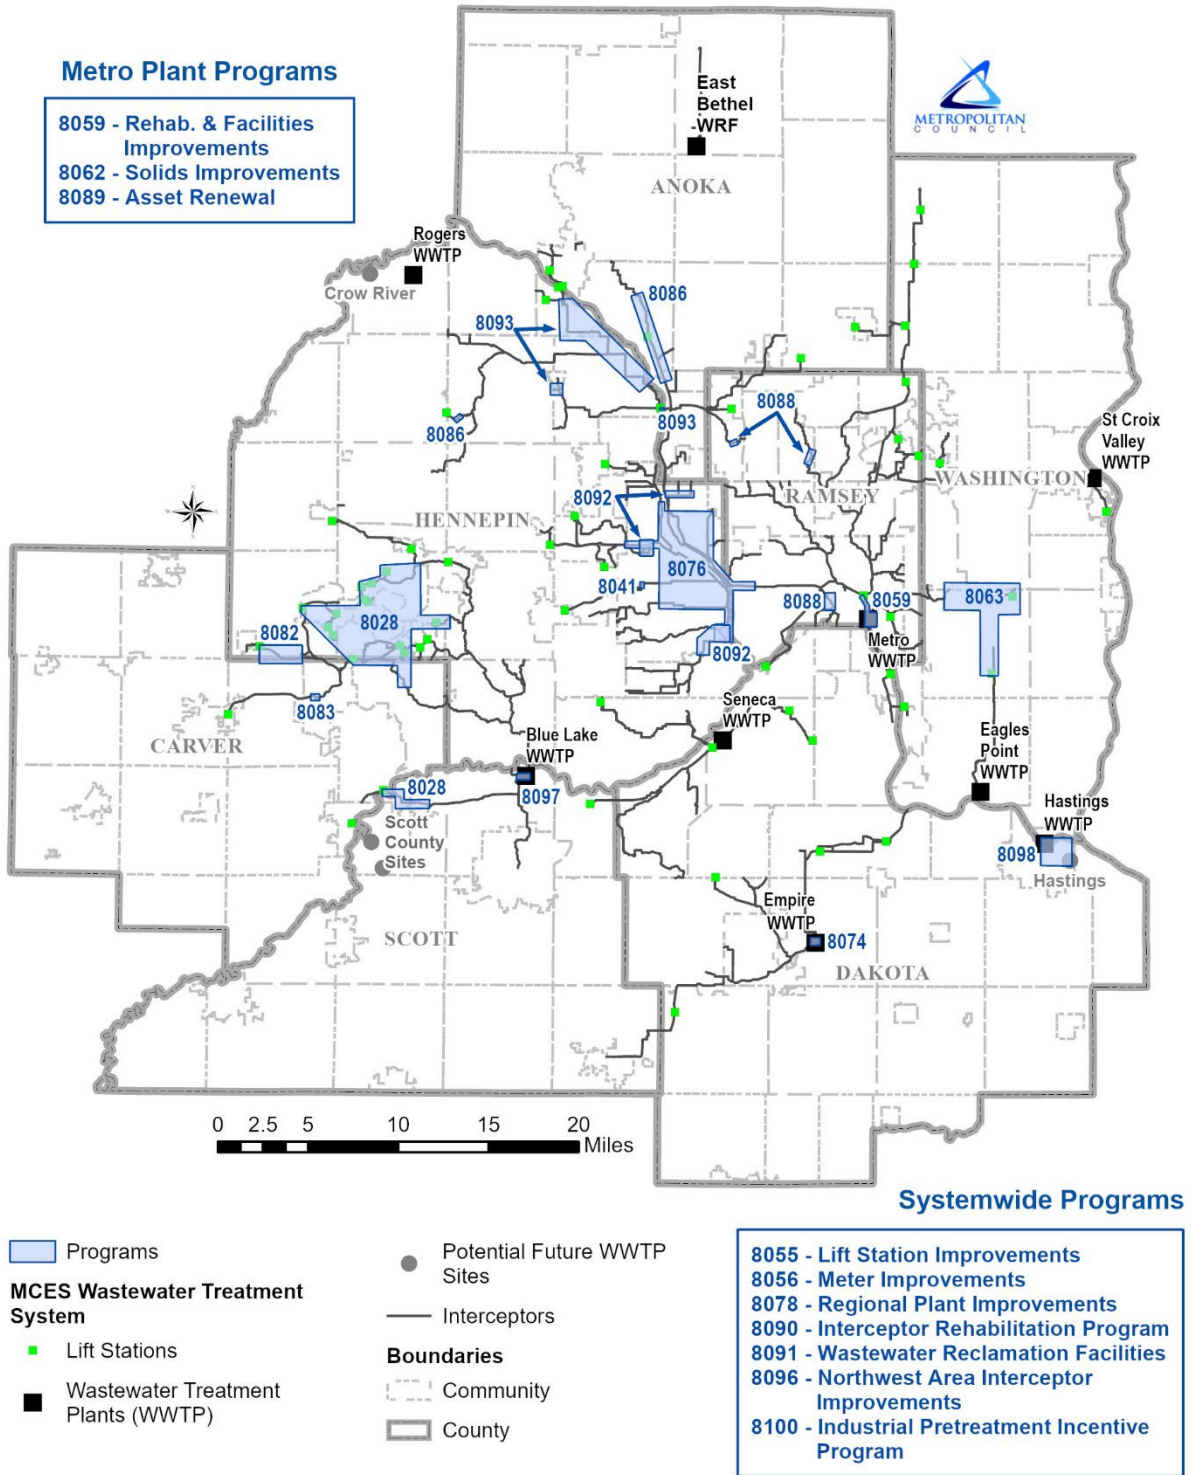 Metro Plant Programs
8059 - Rehab. & Facilities
Improvements
8062 - Solids Improvements
8089 - Asset Renewal
East
Bethel
WRF
METROPOLITAN
COUNCIL
ANOKA
Rogers
WWTP
Crow River
8086
8093
8086
8093
8088
St Croix
Valley
WWTP
WASHINGTON
RAMSEY
HENNEPIN
8092
8076
8041
8088
8059
8063
Metro
WWTP
8028
8082
8092
8083
CARVER
Seneca
WWTP
Blue Lake
WWTP
8097
Eagles
Point
WWTP
8028
Scott
County
Sites
Hastings
WWTP
8098
Hastings
Empire
WWTP
8074
SCOTT
DAKOTA
0 2.5 5 10 15 20
Miles
Systemwide Programs
8055 - Lift Station Improvements
8056 - Meter Improvements
8078 - Regional Plant Improvements
8090 - Interceptor Rehabilitation Program
8091 - Wastewater Reclamation Facilities
8096 - Northwest Area Interceptor
Improvements
8100 - Industrial Pretreatment Incentive
Program
Programs
MCES Wastewater Treatment
System
Lift Stations
Wastewater Treatment
Plants (WWTP)
Potential Future WWTP
Sites
Interceptors
Boundaries
Community
County